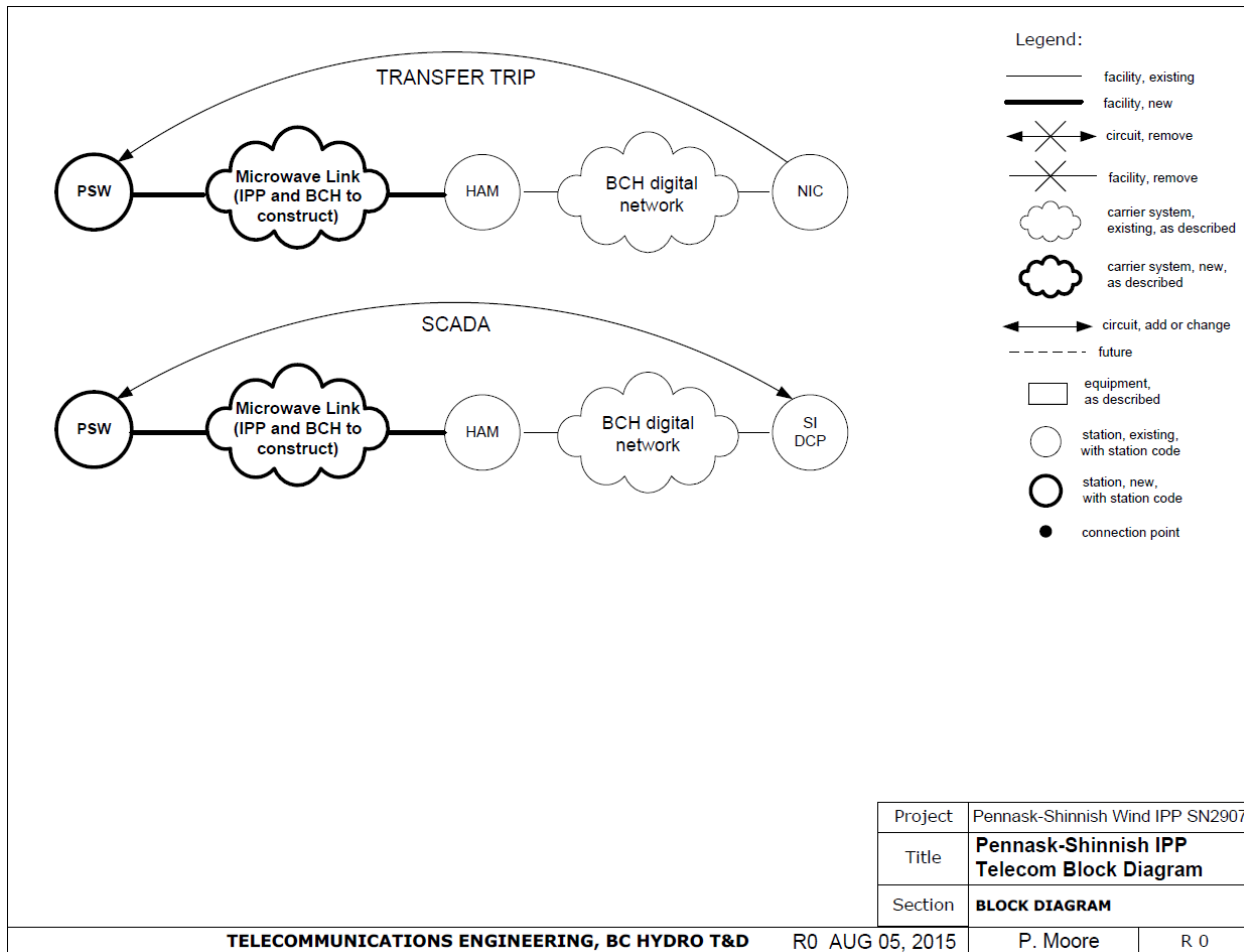 TRANSFER TRIP
PSW
Microwave Link
(IPP and BCH to
construct)
HAM
BCH digital
network
NIC
SCADA
PSW
Microwave Link
(IPP and BCH to
construct)
HAM
BCH digital
network
SI
DCP
Legend:
facility, existing
facility, new
circuit, remove
facility, remove
carrier system,
existing, as described
carrier system, new,
as described
circuit, add or change
future
equipment,
as described
station, existing,
with station code
station, new,
with station code
connection point
Project Pennask-Shinnish Wind IPP SN2907
Title Pennask-Shinnish IPP
Telecom Block Diagram
Section BLOCK DIAGRAM
TELECOMMUNICATIONS ENGINEERING, BC HYDRO T&D R0 AUG 05, 2015 P. Moore R 0